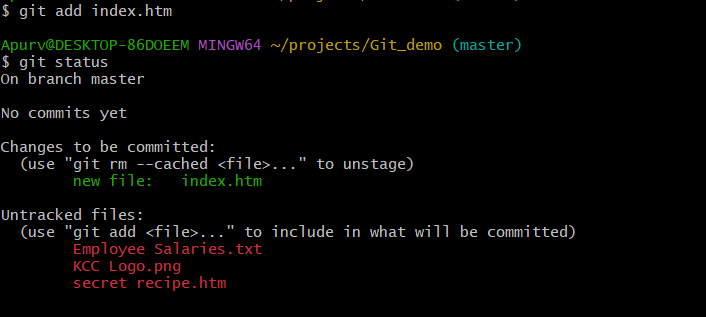 $ git add index.htm
Apurv@DESKTOP-86DOEEM MINGW64 ~/projects/Git_demo (master)
$ git status
On branch master
No commits yet
Changes to be committed:
(use "git rm --cached <file>..." to unstage)
new file:   index.htm
Untracked files:
(use "git add <file>..." to include in what will be committed)
Employee Salaries.txt
KCC Logo.png
secret recipe.htm